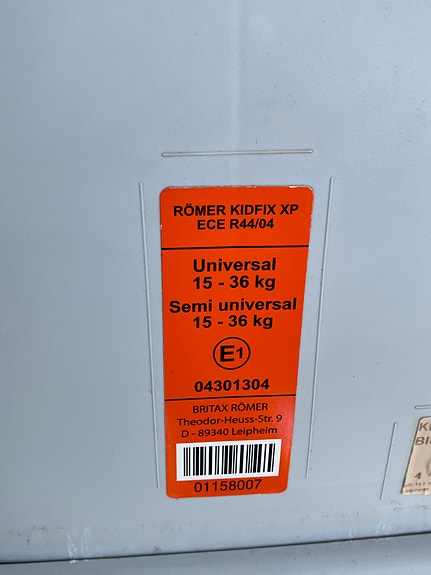 RÖMER KIDFIX XP
ECE R44/04
Universal
15 - 36 kg
Semi universal
15 - 36 kg
E1
04301304
BRITAX RÖMER
Theodor-Heuss-Str. 9
D - 89340 Leipheim
01158007
4